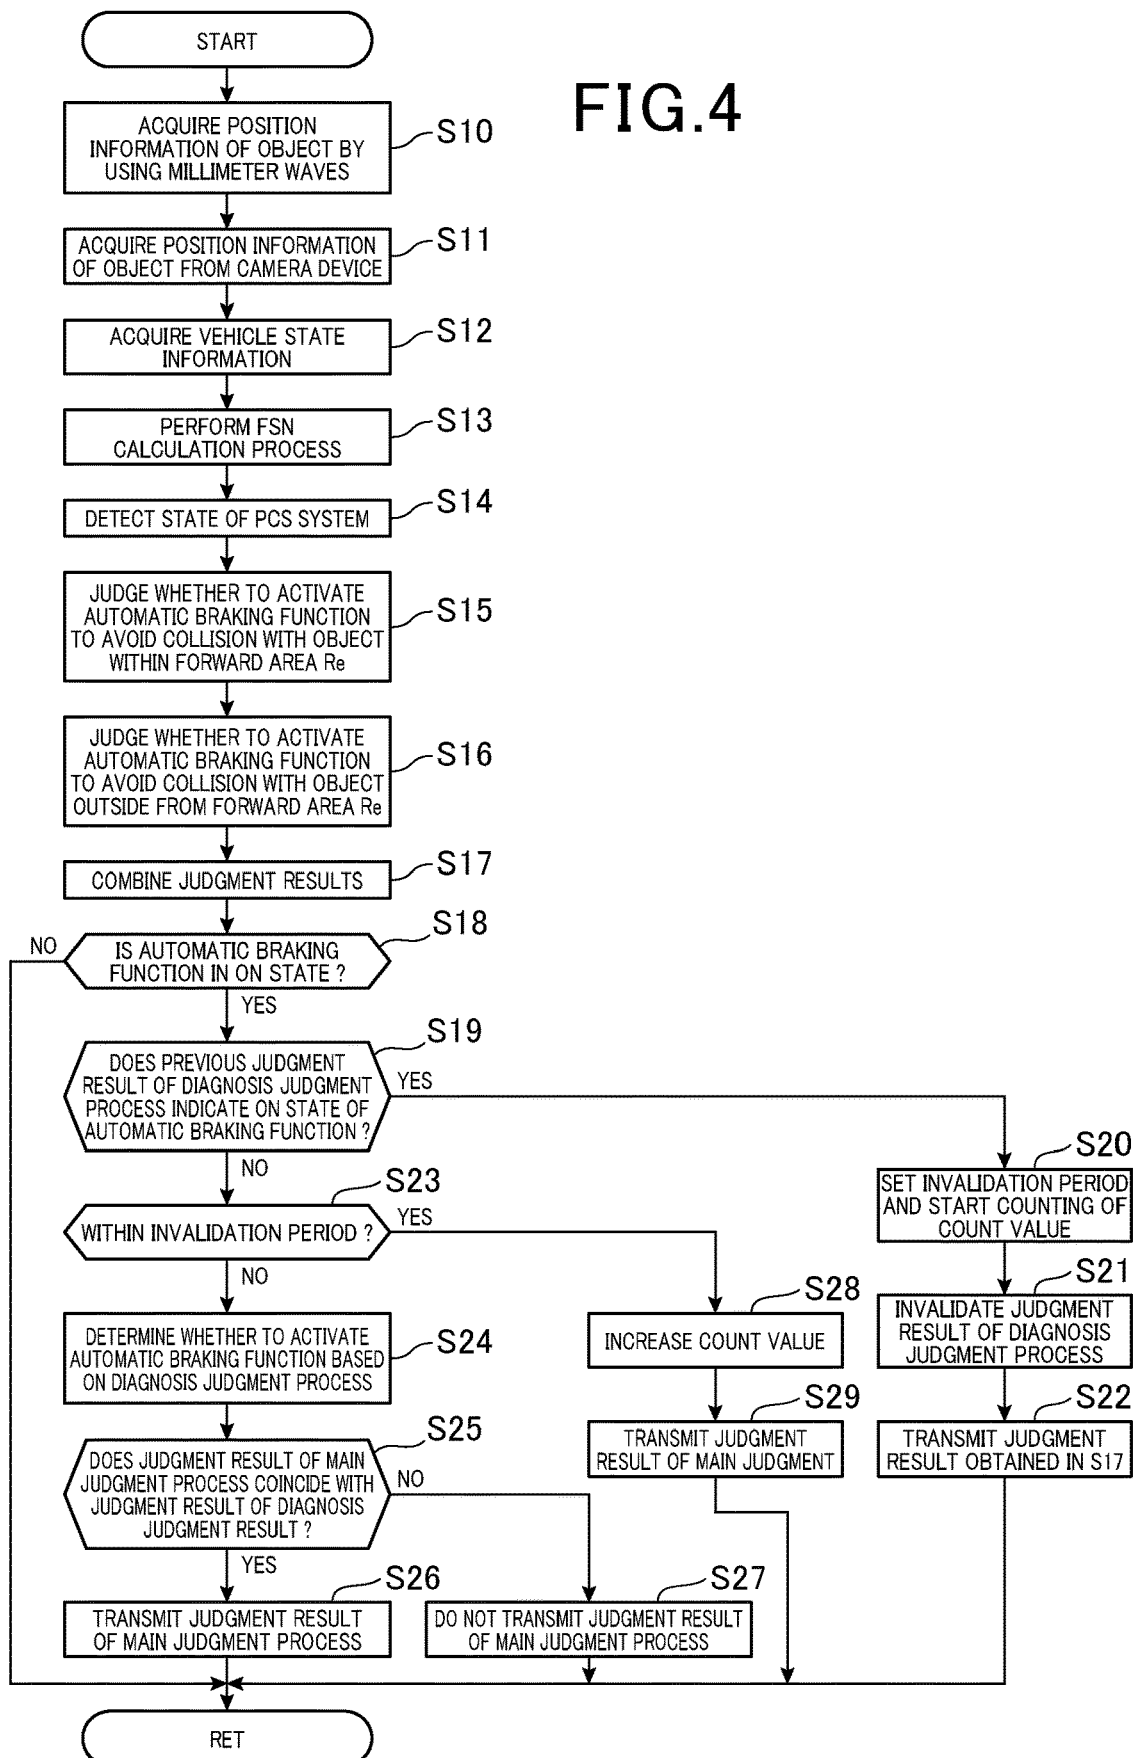 START
FIG.4
ACQUIRE POSITION
INFORMATION OF OBJECT BY
USING MILLIMETER WAVES
S10
ACQUIRE POSITION INFORMATION
OF OBJECT FROM CAMERA DEVICE
S11
ACQUIRE VEHICLE STATE
INFORMATION
S12
PERFORM FSN
CALCULATION PROCESS
S13
DETECT STATE OF PCS SYSTEM
S14
JUDGE WHETHER TO ACTIVATE
AUTOMATIC BRAKING FUNCTION
TO AVOID COLLISION WITH OBJECT
WITHIN FORWARD AREA Re
S15
JUDGE WHETHER TO ACTIVATE
AUTOMATIC BRAKING FUNCTION
TO AVOID COLLISION WITH OBJECT
OUTSIDE FROM FORWARD AREA Re
S16
COMBINE JUDGMENT RESULTS
S17
NO
IS AUTOMATIC BRAKING
FUNCTION IN ON STATE ?
S18
YES
DOES PREVIOUS JUDGMENT
RESULT OF DIAGNOSIS JUDGMENT
PROCESS INDICATE ON STATE OF
AUTOMATIC BRAKING FUNCTION ?
S19
YES
NO
SET INVALIDATION PERIOD
AND START COUNTING OF
COUNT VALUE
S20
WITHIN INVALIDATION PERIOD ?
S23
YES
NO
INVALIDATE JUDGMENT
RESULT OF DIAGNOSIS
JUDGMENT PROCESS
S21
INCREASE COUNT VALUE
S28
DETERMINE WHETHER TO ACTIVATE
AUTOMATIC BRAKING FUNCTION BASED
ON DIAGNOSIS JUDGMENT PROCESS
S24
TRANSMIT JUDGMENT
RESULT OF MAIN JUDGMENT
S29
TRANSMIT JUDGMENT
RESULT OBTAINED IN S17
S22
DOES JUDGMENT RESULT OF MAIN
JUDGMENT PROCESS COINCIDE WITH
JUDGMENT RESULT OF DIAGNOSIS
JUDGMENT RESULT ?
S25
NO
YES
TRANSMIT JUDGMENT RESULT
OF MAIN JUDGMENT PROCESS
S26
DO NOT TRANSMIT JUDGMENT RESULT
OF MAIN JUDGMENT PROCESS
S27
RET